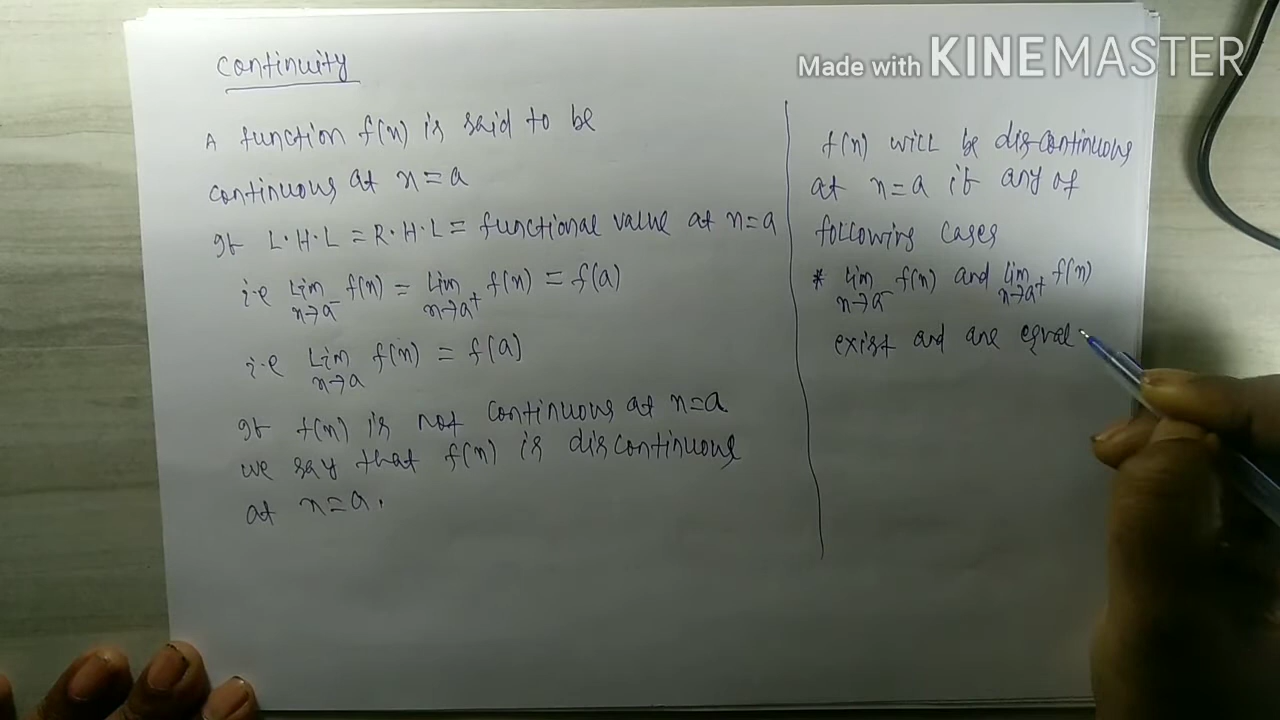 Made with KINEMASTER
Continuity
A function f(x) is said to be
continuous at x = a
If L.H.L = R.H.L = functional value at x = a
i.e Lim x→a⁻ f(x) = Lim x→a⁺ f(x) = f(a)
i.e Lim x→a f(x) = f(a)
If f(x) is not continuous at x=a
we say that f(x) is discontinuous
at x = a.
f(x) will be discontinuous
at x = a if any of
following cases
* Lim x→a⁻ f(x) and Lim x→a⁺ f(x)
exist and are equal